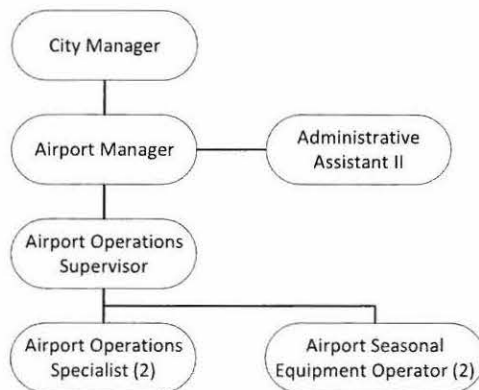 City Manager
Airport Manager
Administrative
Assistant II
Airport Operations
Supervisor
Airport Operations
Specialist (2)
Airport Seasonal
Equipment Operator (2)